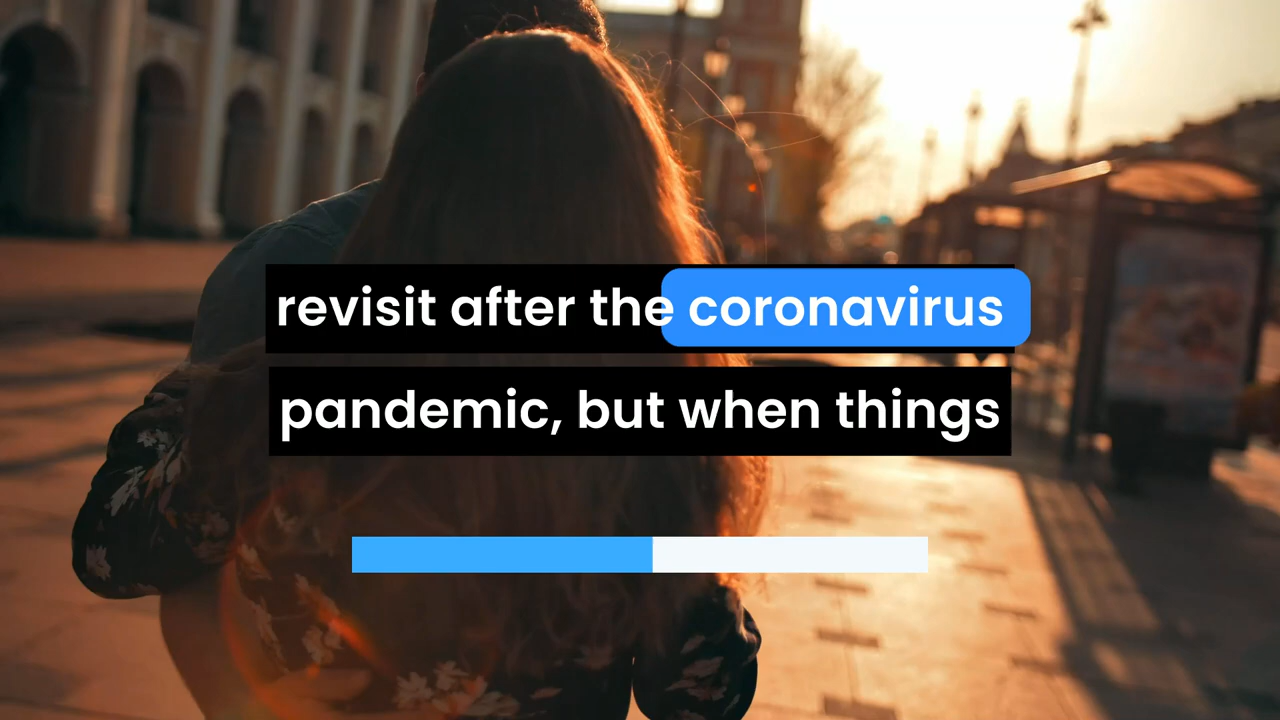 revisit after the coronavirus
pandemic, but when things